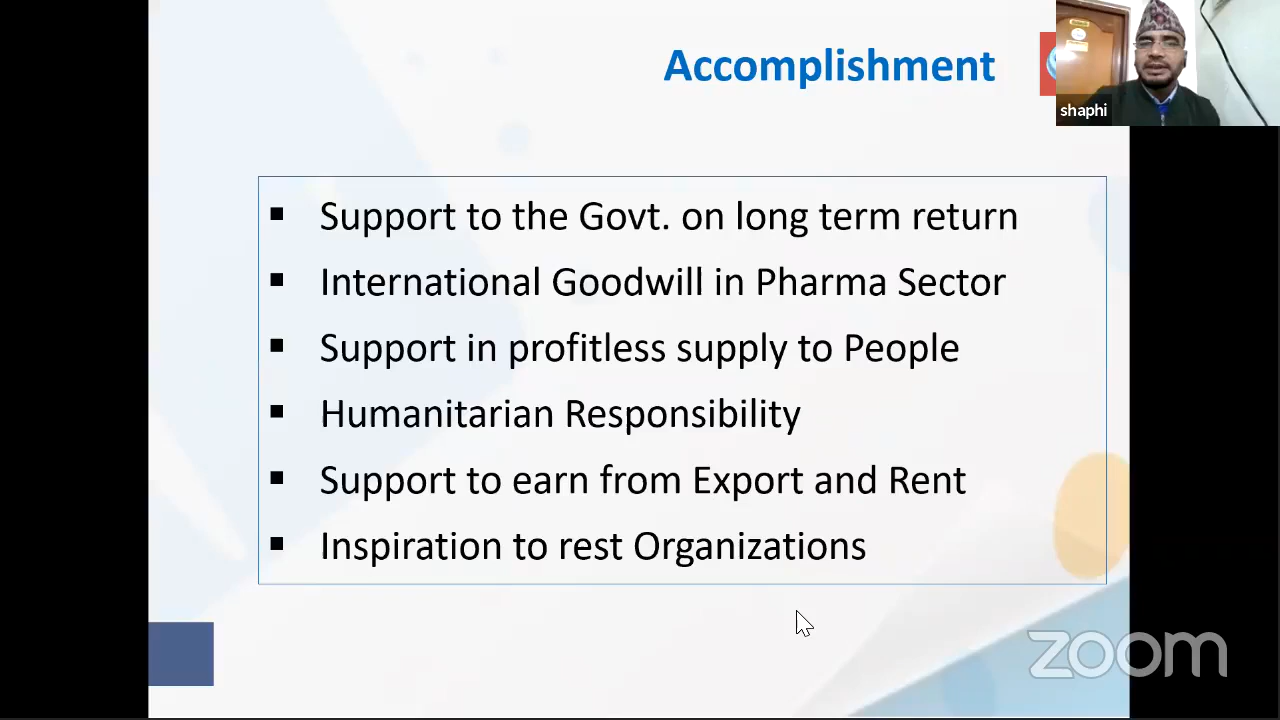 Accomplishment
shaphi
▪ Support to the Govt. on long term return
▪ International Goodwill in Pharma Sector
▪ Support in profitless supply to People
▪ Humanitarian Responsibility
▪ Support to earn from Export and Rent
▪ Inspiration to rest Organizations
zoom